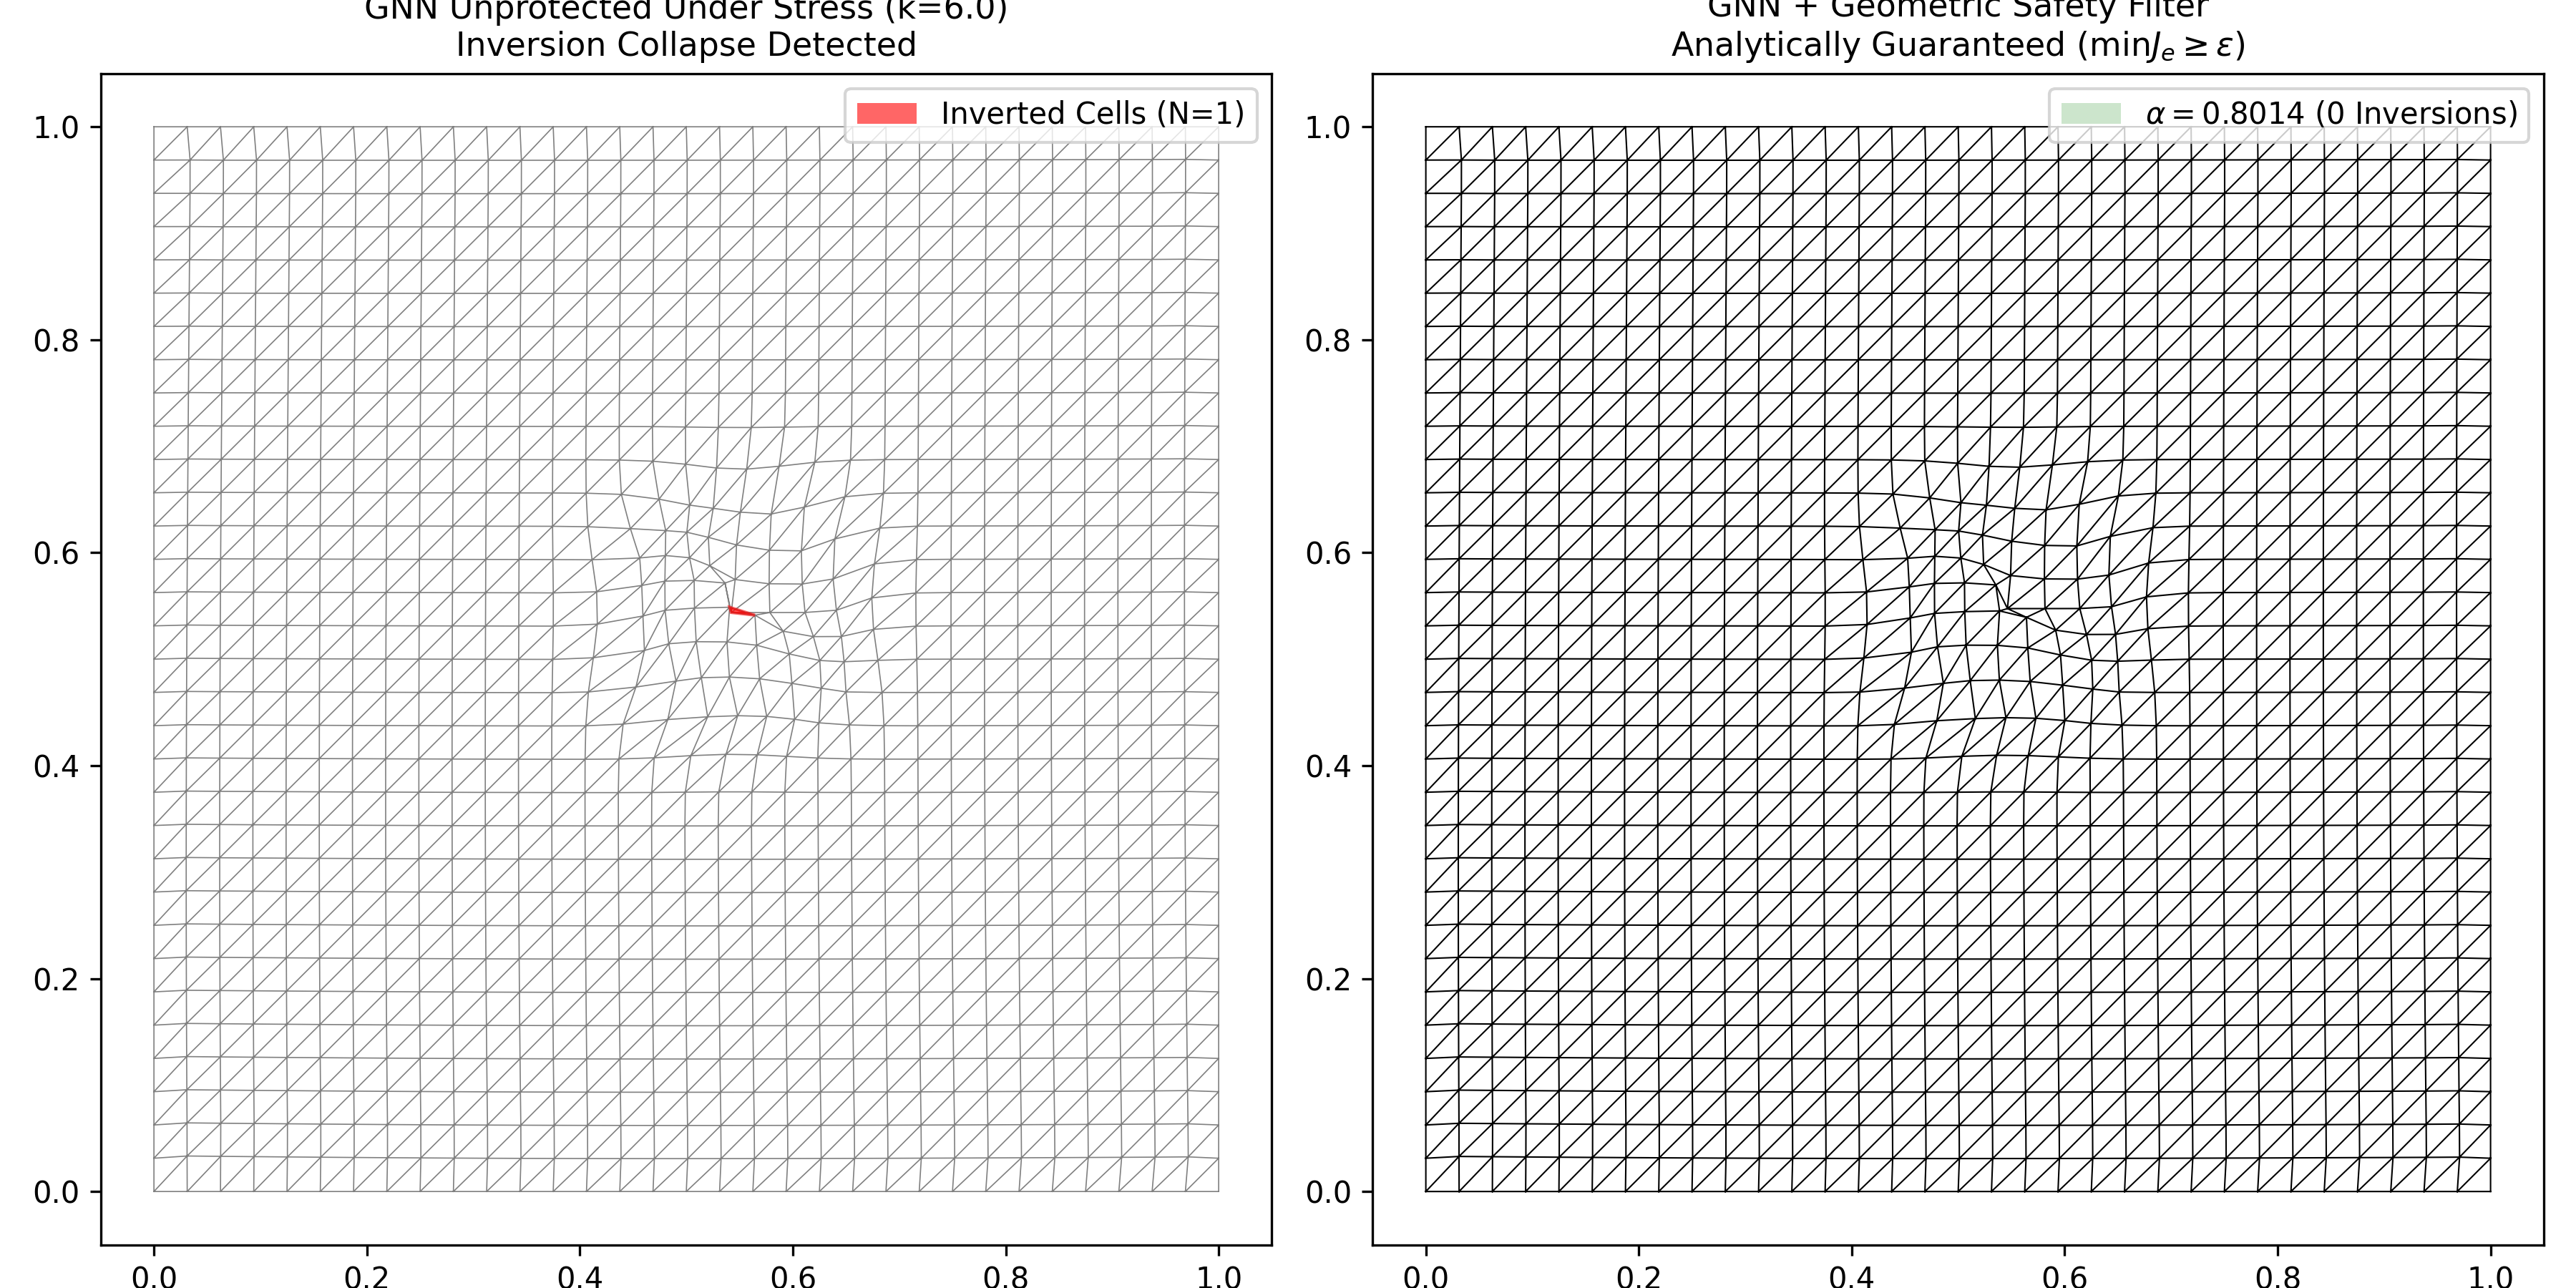 GNN Unprotected Under Stress (k=6.0)
Inversion Collapse Detected
Inverted Cells (N=1)
1.0
0.8
0.6
0.4
0.2
0.0
0.0 0.2 0.4 0.6 0.8 1.0
GNN + Geometric Safety Filter
Analytically Guaranteed (minJₑ ≥ ε)
α = 0.8014 (0 Inversions)
1.0
0.8
0.6
0.4
0.2
0.0
0.0 0.2 0.4 0.6 0.8 1.0